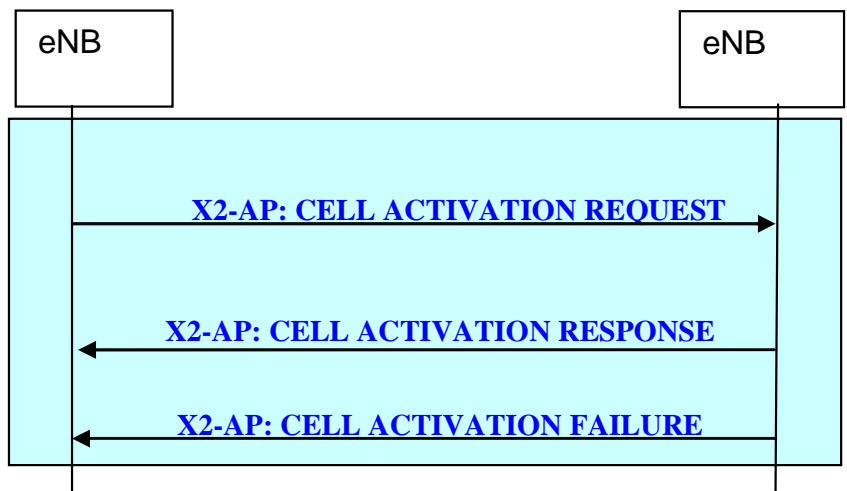 eNB
eNB
X2-AP: CELL ACTIVATION REQUEST
X2-AP: CELL ACTIVATION RESPONSE
X2-AP: CELL ACTIVATION FAILURE